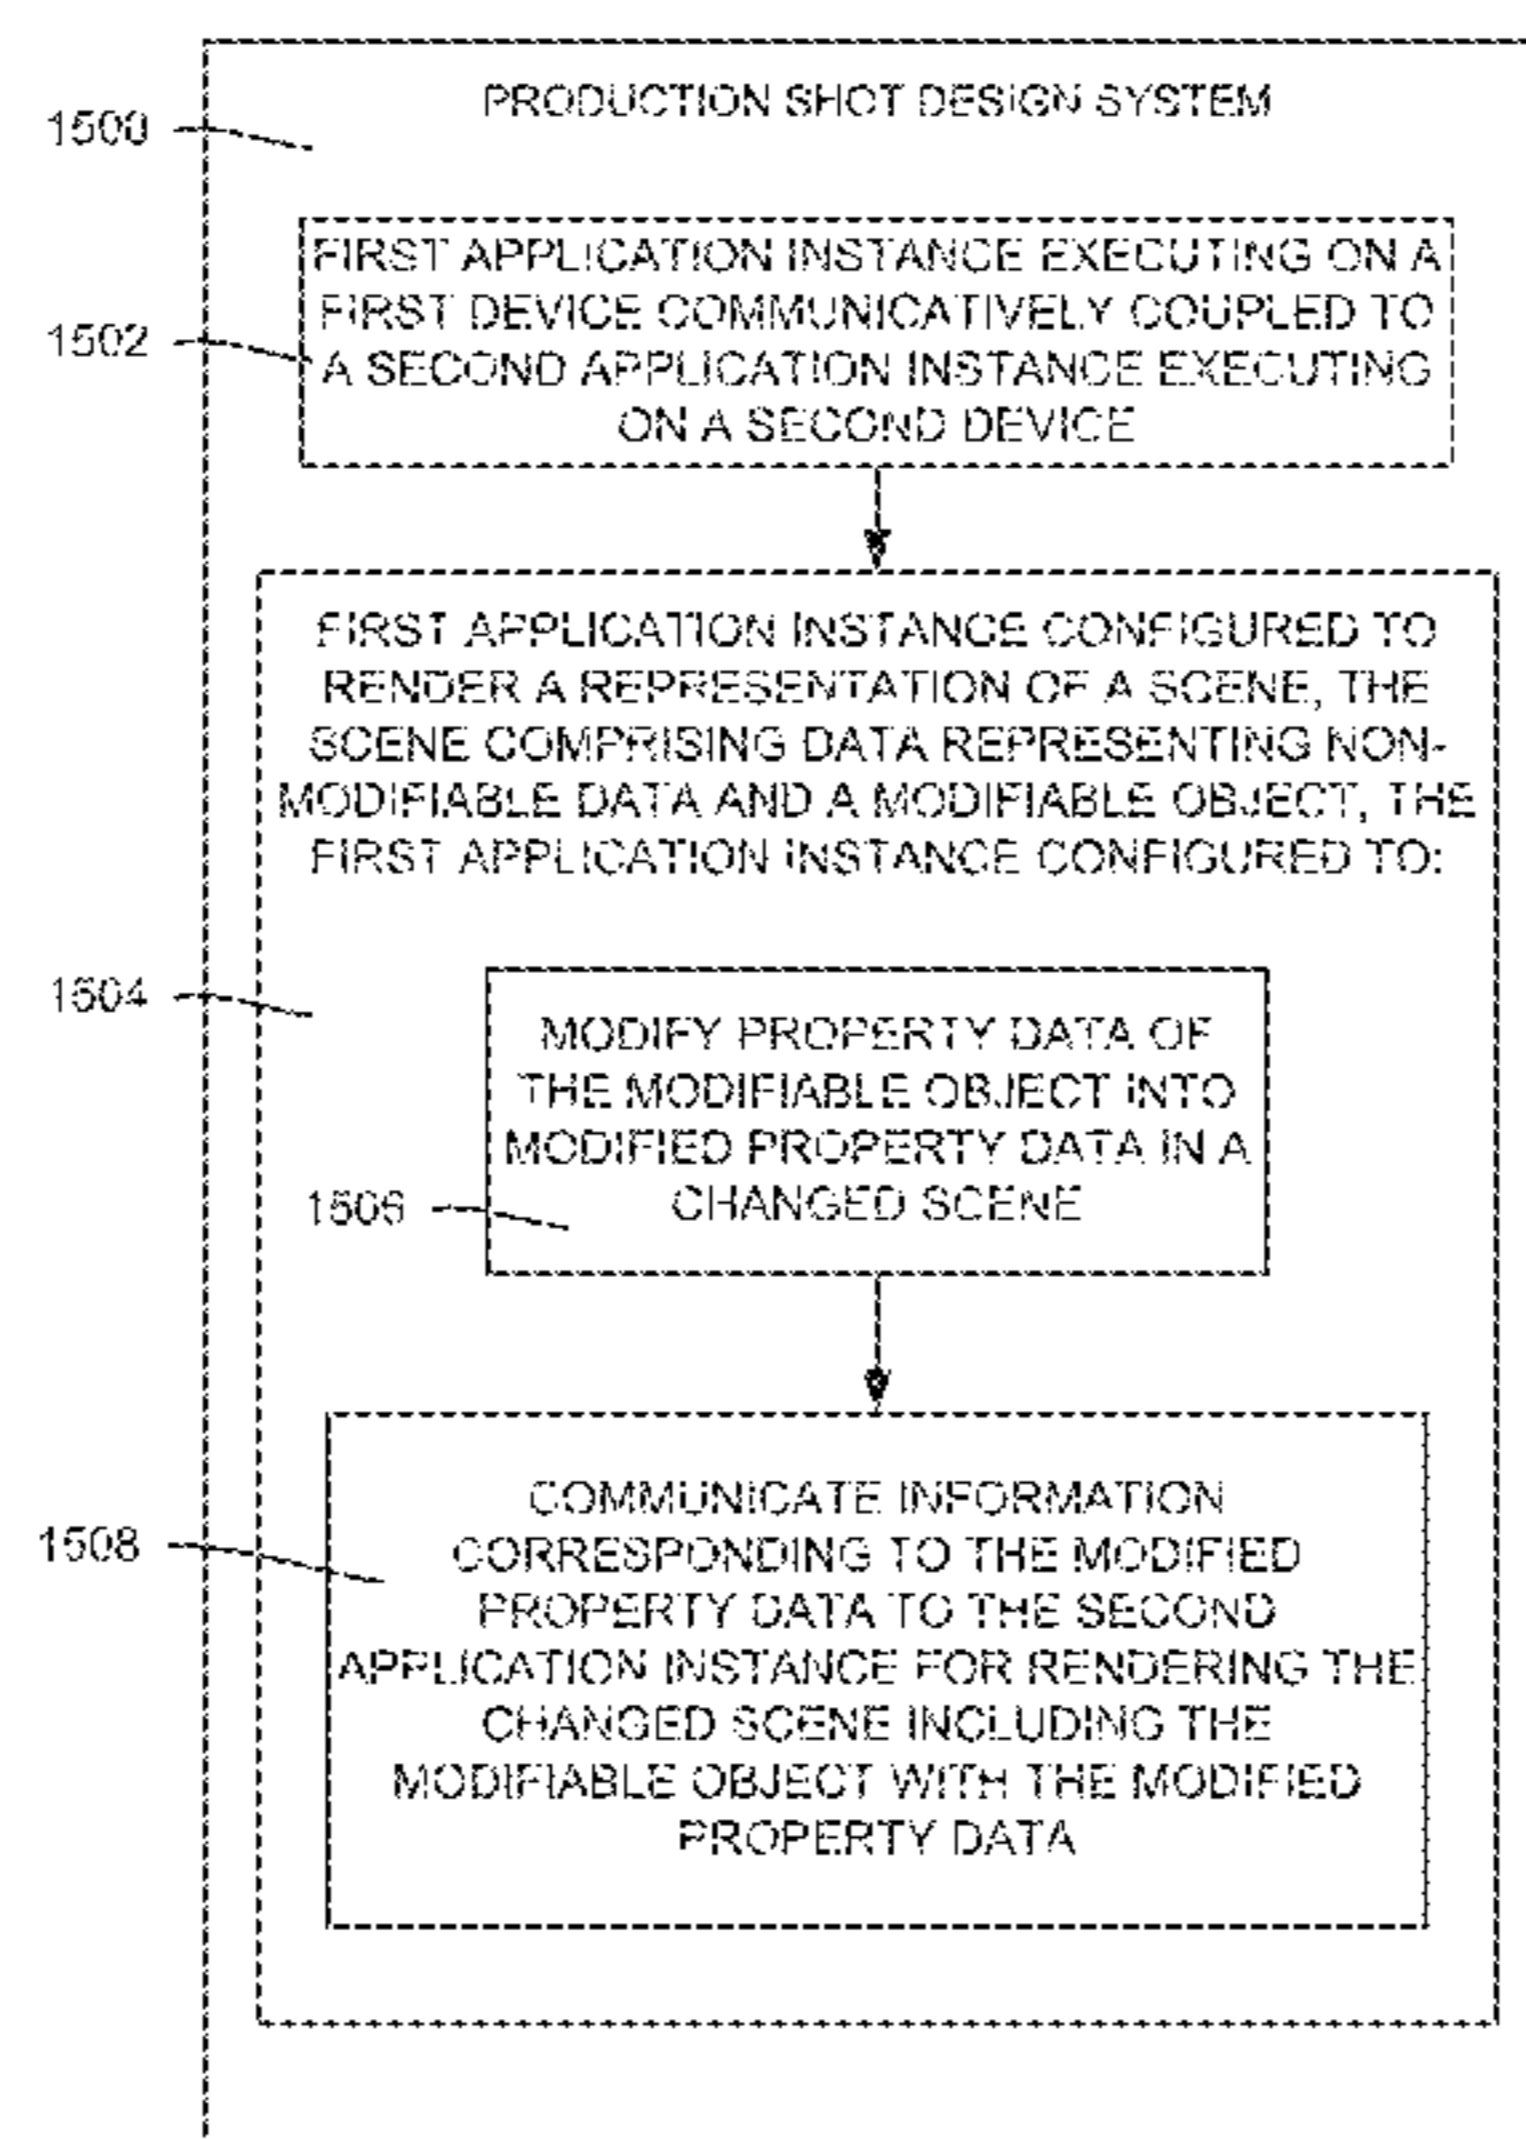 PRODUCTION SHOT DESIGN SYSTEM
1500
FIRST APPLICATION INSTANCE EXECUTING ON A
FIRST DEVICE COMMUNICATIVELY COUPLED TO
A SECOND APPLICATION INSTANCE EXECUTING
ON A SECOND DEVICE
1502
FIRST APPLICATION INSTANCE CONFIGURED TO
RENDER A REPRESENTATION OF A SCENE, THE
SCENE COMPRISING DATA REPRESENTING NON-
MODIFIABLE DATA AND A MODIFIABLE OBJECT, THE
FIRST APPLICATION INSTANCE CONFIGURED TO:
1504
MODIFY PROPERTY DATA OF
THE MODIFIABLE OBJECT INTO
MODIFIED PROPERTY DATA IN A
CHANGED SCENE
1506
COMMUNICATE INFORMATION
CORRESPONDING TO THE MODIFIED
PROPERTY DATA TO THE SECOND
APPLICATION INSTANCE FOR RENDERING THE
CHANGED SCENE INCLUDING THE
MODIFIABLE OBJECT WITH THE MODIFIED
PROPERTY DATA
1508